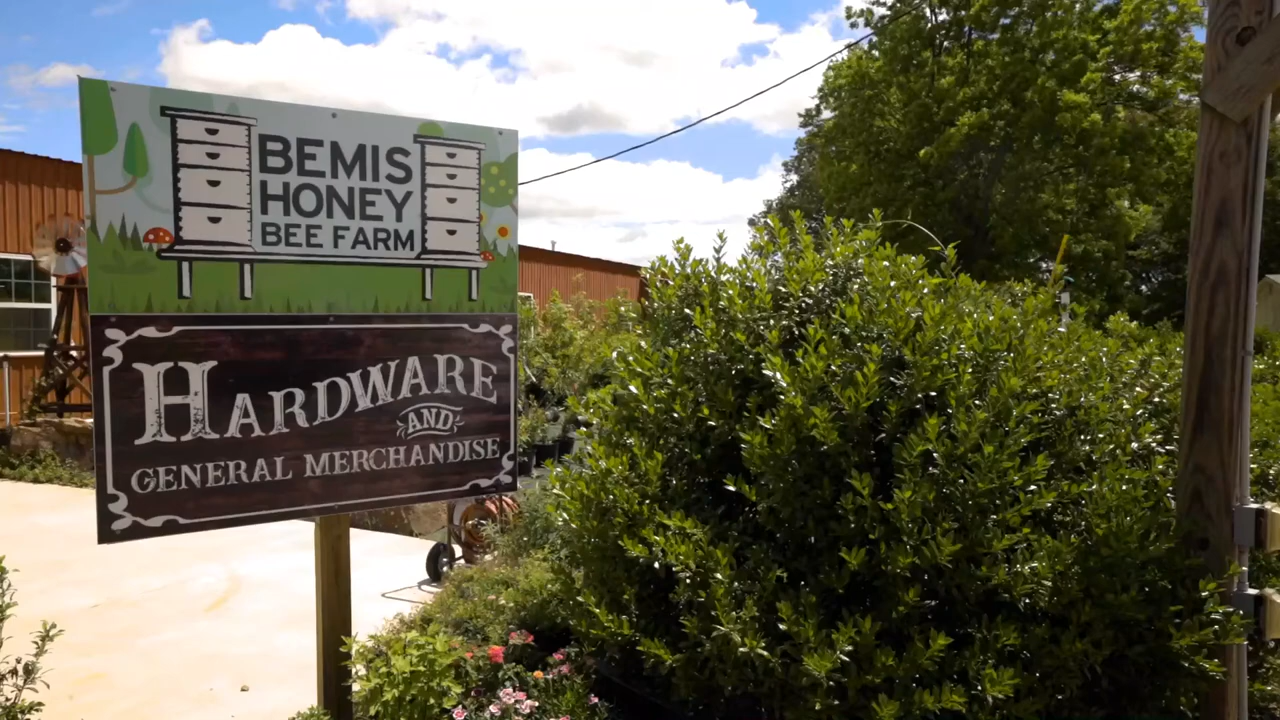 BEMIS
HONEY
BEE FARM
HARDWARE
AND
GENERAL MERCHANDISE